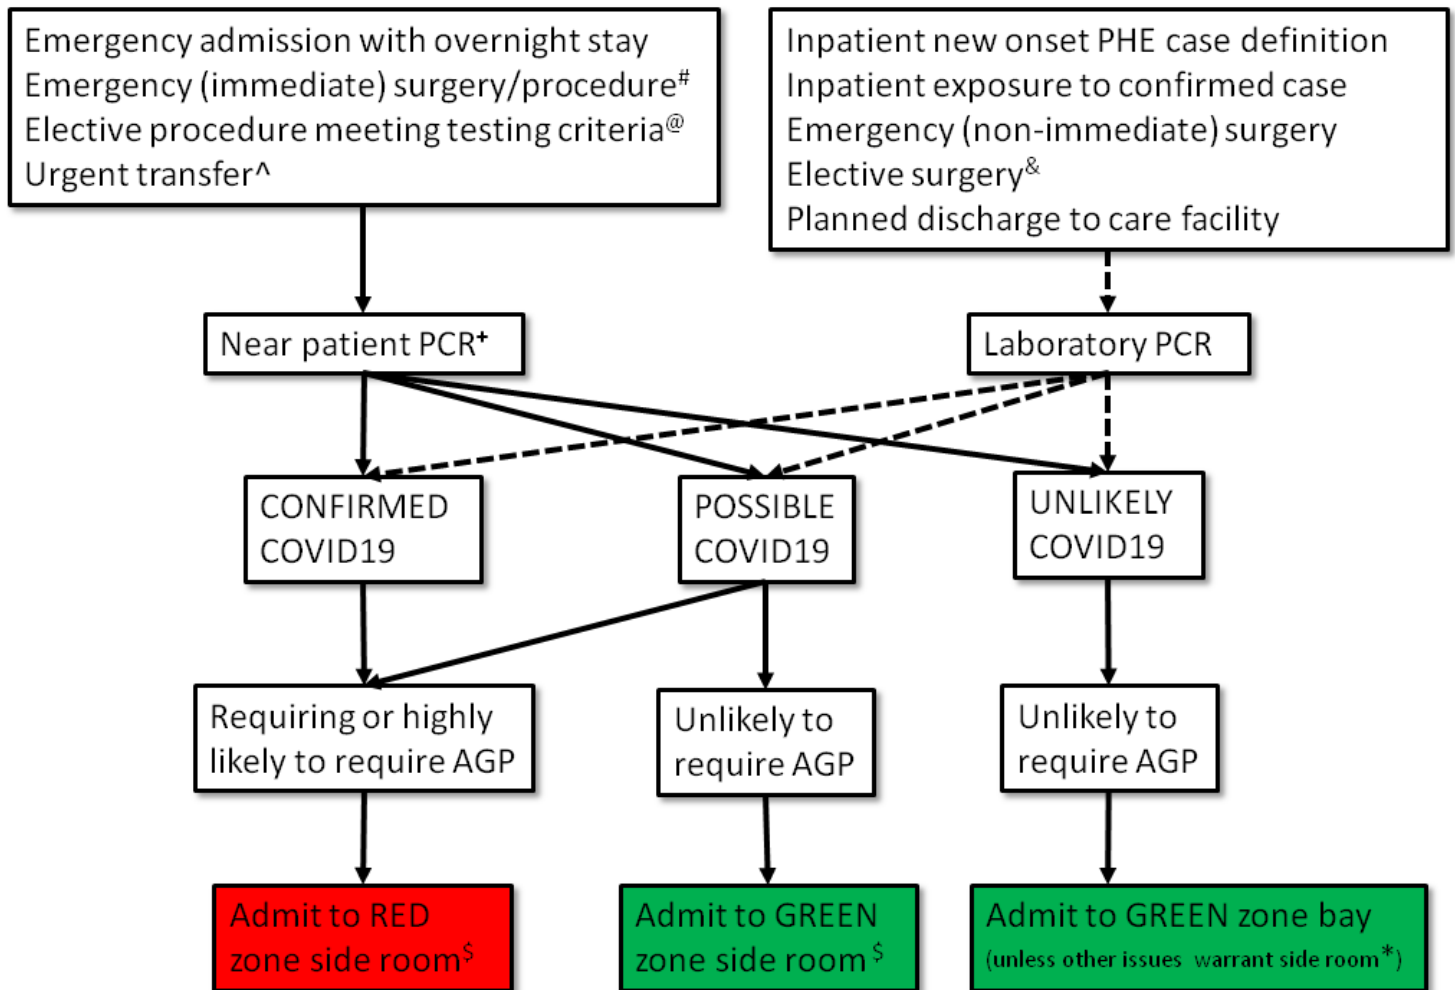 Emergency admission with overnight stay
Emergency (immediate) surgery/procedure#
Elective procedure meeting testing criteria@
Urgent transfer^
Inpatient new onset PHE case definition
Inpatient exposure to confirmed case
Emergency (non-immediate) surgery
Elective surgery&
Planned discharge to care facility
Near patient PCR+
Laboratory PCR
CONFIRMED
COVID19
POSSIBLE
COVID19
UNLIKELY
COVID19
Requiring or highly
likely to require AGP
Unlikely to
require AGP
Unlikely to
require AGP
Admit to RED
zone side room$
Admit to GREEN
zone side room $
Admit to GREEN zone bay
(unless other issues warrant side room*)